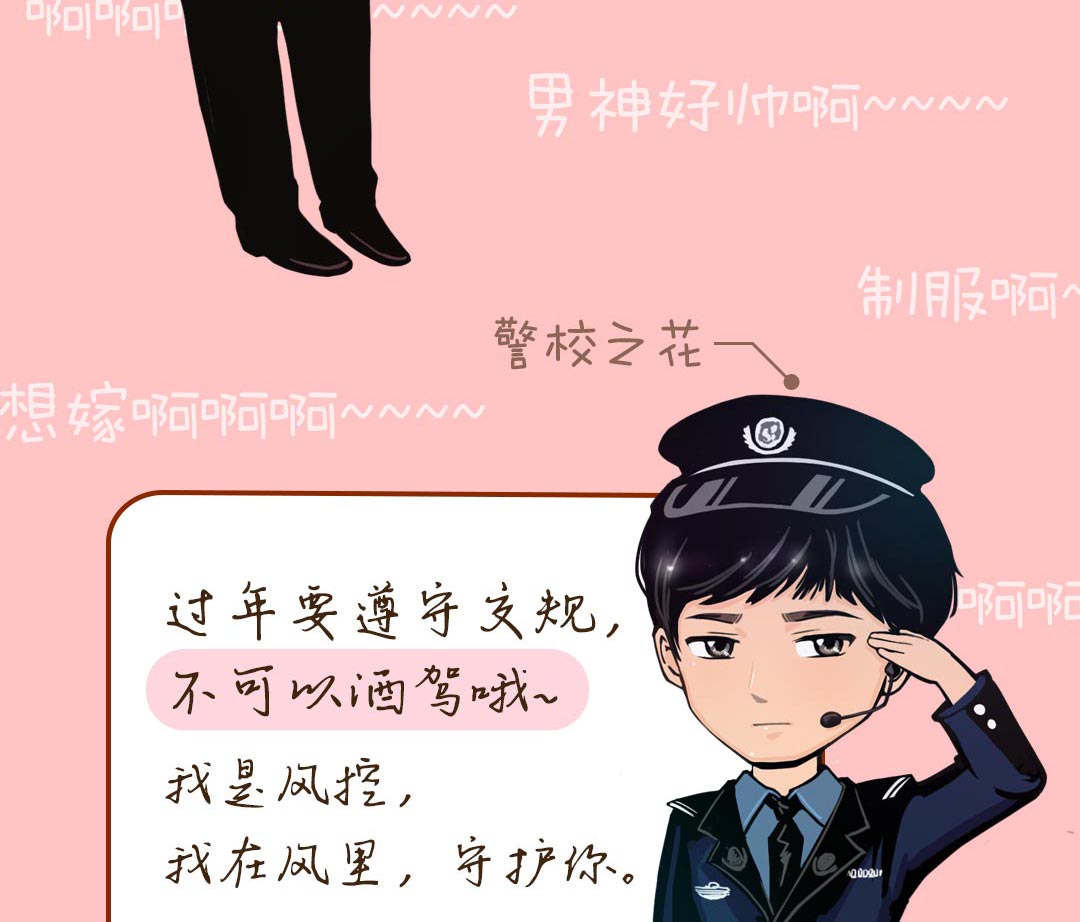 啊啊啊~~~~
男神好帅啊~~~~
制服啊~
警校之花
想嫁啊啊啊~~~~
啊啊
过年要遵守交规，
不可以酒驾哦~
我是风控，
我在风里，守护你。